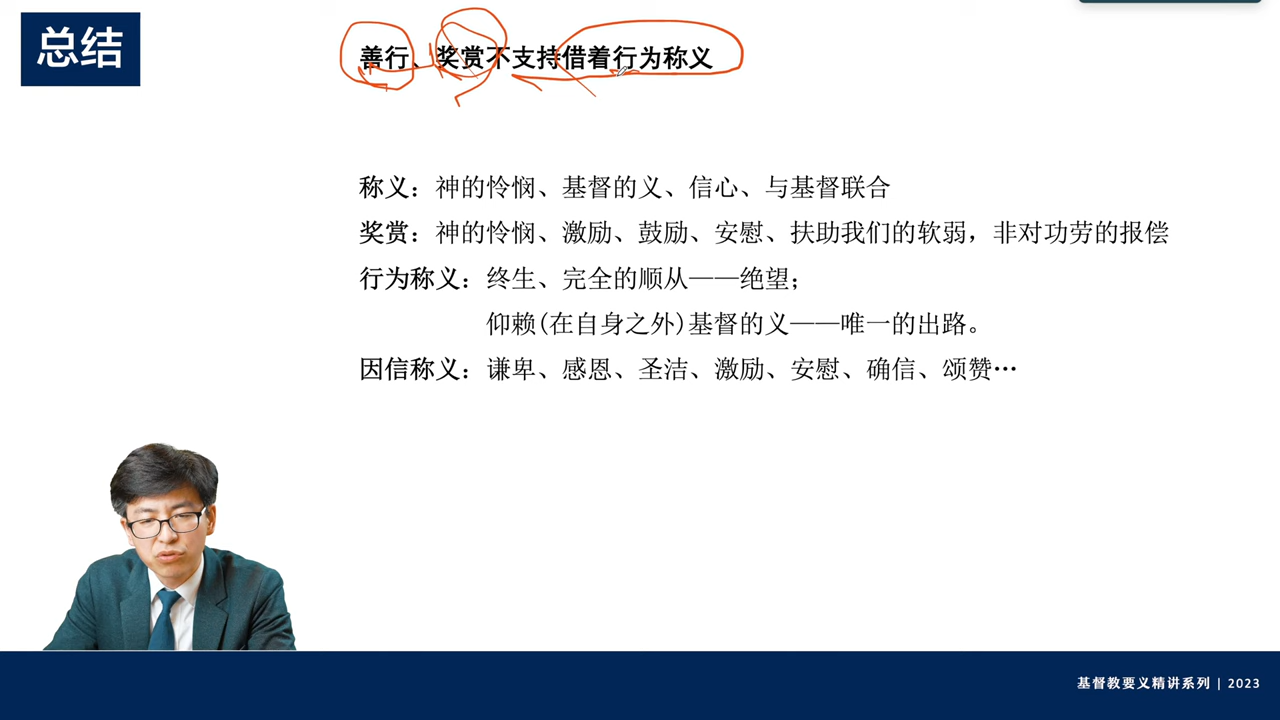 总结
善行、奖赏不支持借着行为称义
称义：神的怜悯、基督的义、信心、与基督联合
奖赏：神的怜悯、激励、鼓励、安慰、扶助我们的软弱，非对功劳的报偿
行为称义：终生、完全的顺从——绝望；
仰赖(在自身之外)基督的义——唯一的出路。
因信称义：谦卑、感恩、圣洁、激励、安慰、确信、颂赞…
基督教要义精讲系列 | 2023